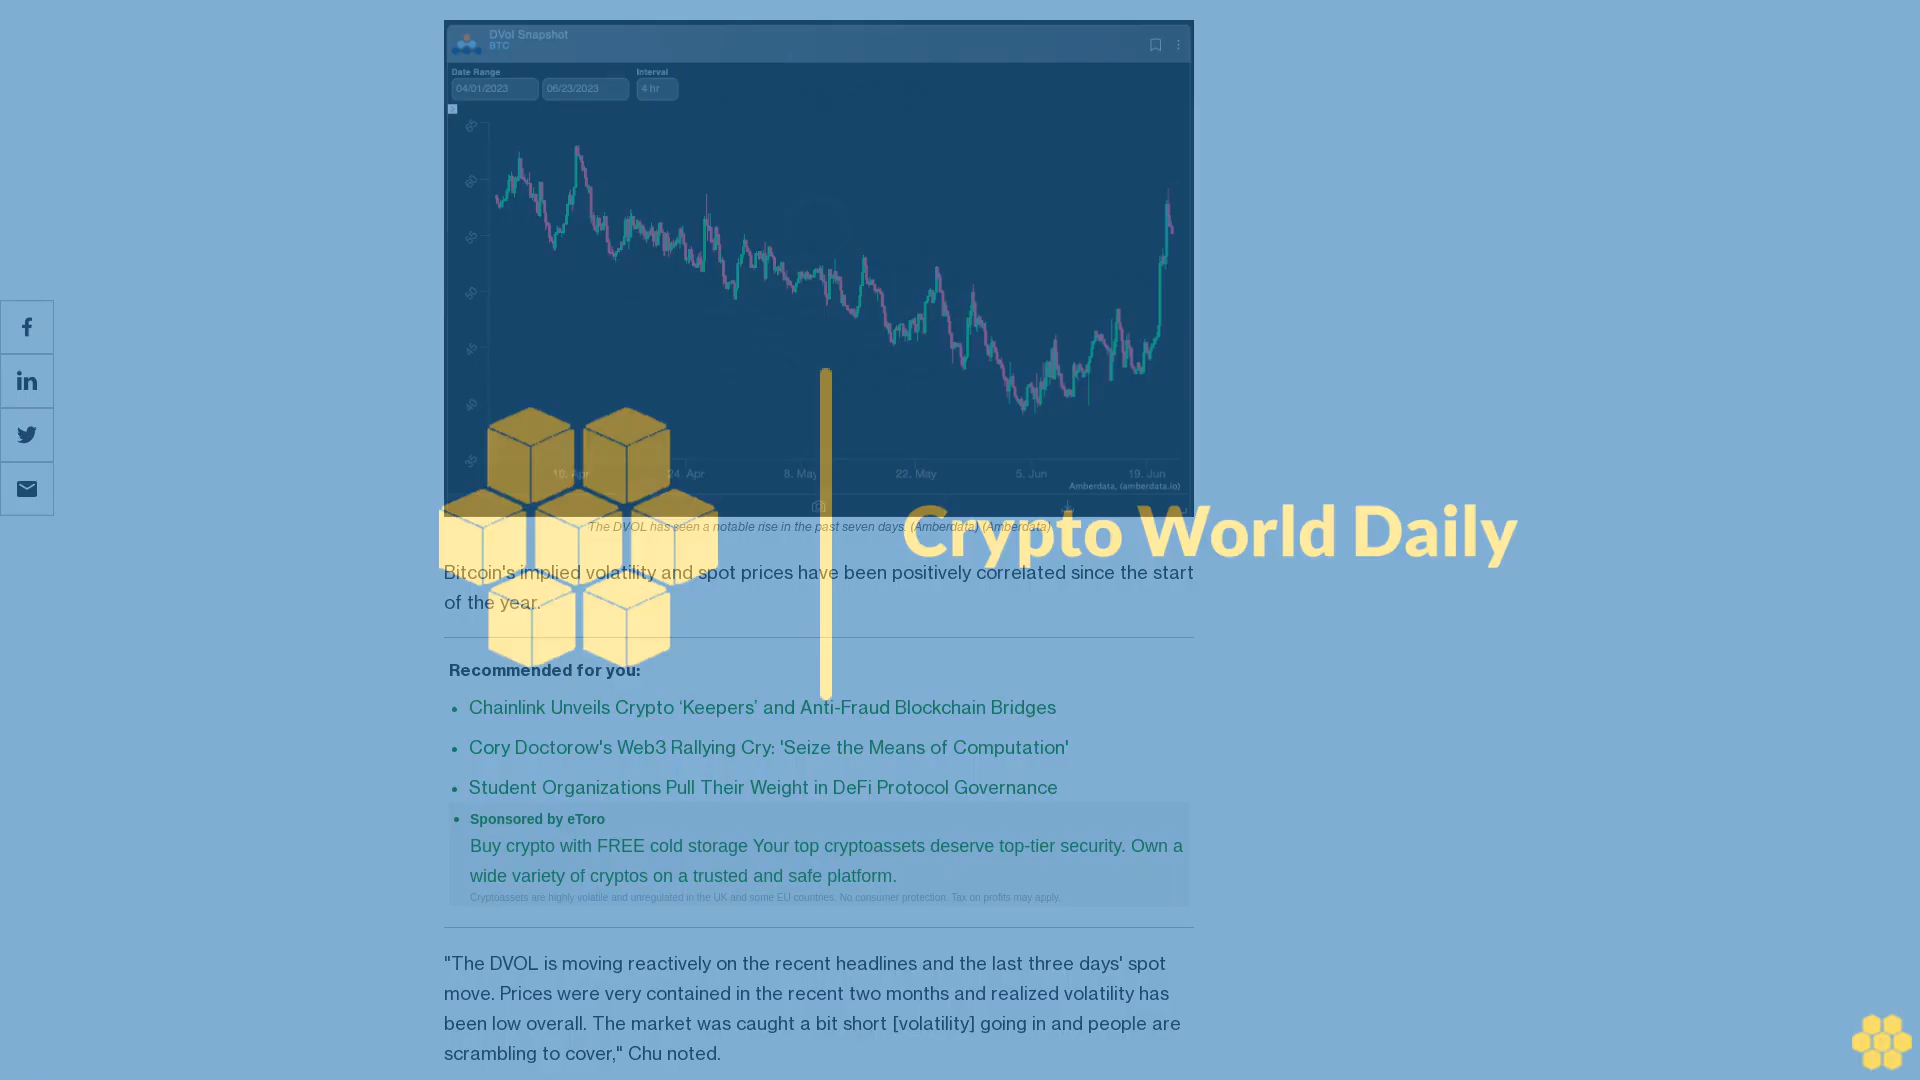 DVol Snapshot
BTC
Date Range
Interval
04/01/2023
06/23/2023
4 hr
65
60
55
50
45
40
35
10. Apr
24. Apr
8. May
22. May
5. Jun
19. Jun
Amberdata, (amberdata.io)
The DVOL has seen a notable rise in the past seven days. (Amberdata) (Amberdata)
Crypto World Daily
Bitcoin's implied volatility and spot prices have been positively correlated since the start
of the year.
Recommended for you:
• Chainlink Unveils Crypto ‘Keepers’ and Anti-Fraud Blockchain Bridges
• Cory Doctorow's Web3 Rallying Cry: 'Seize the Means of Computation'
• Student Organizations Pull Their Weight in DeFi Protocol Governance
• Sponsored by eToro
Buy crypto with FREE cold storage Your top cryptoassets deserve top-tier security. Own a
wide variety of cryptos on a trusted and safe platform.
Cryptoassets are highly volatile and unregulated in the UK and some EU countries. No consumer protection. Tax on profits may apply.
"The DVOL is moving reactively on the recent headlines and the last three days' spot
move. Prices were very contained in the recent two months and realized volatility has
been low overall. The market was caught a bit short [volatility] going in and people are
scrambling to cover," Chu noted.